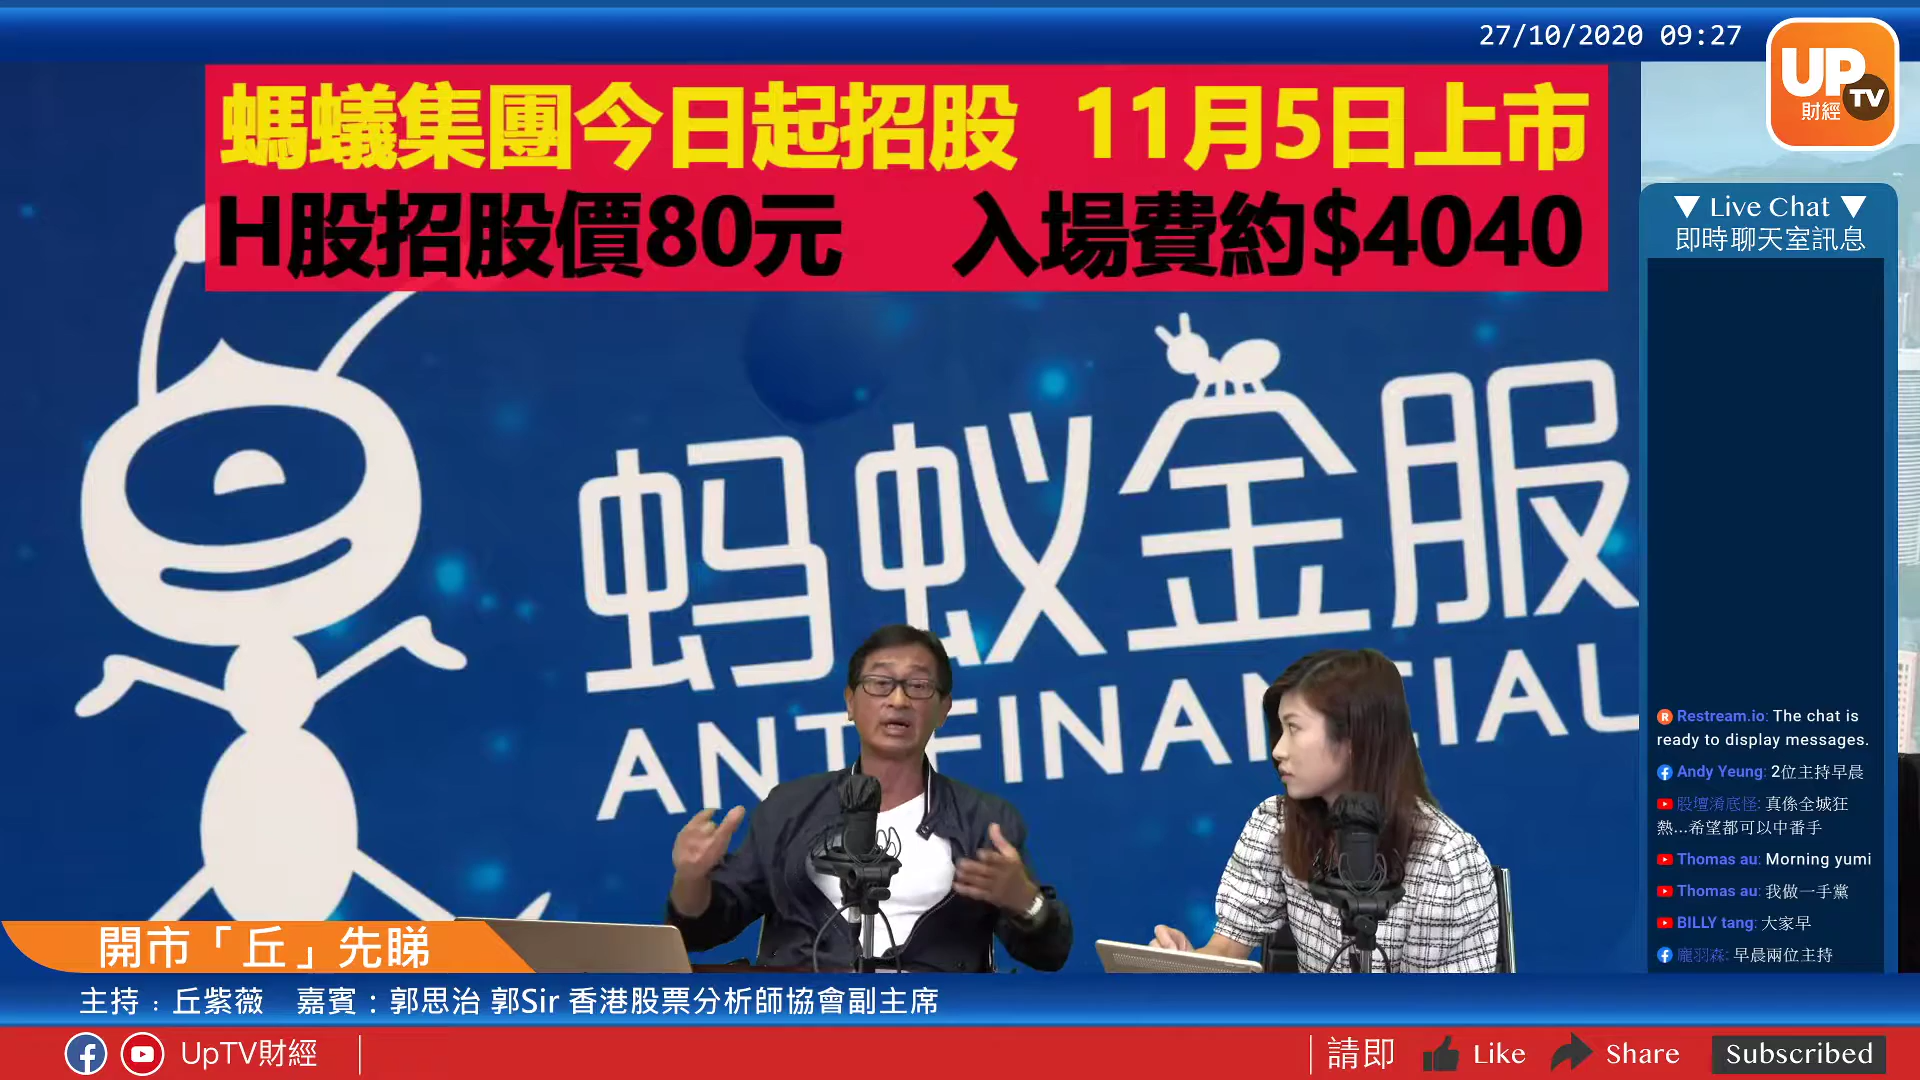 27/10/2020 09:27
UP
TV
財經
螞蟻集團今日起招股 11月5日上市
H股招股價80元 入場費約$4040
▼ Live Chat ▼
即時聊天室訊息
蚂蚁金服
ANT FINANCIAL
Restream.io: The chat is
ready to display messages.
Andy Yeung: 2位主持早晨
股壇淆底怪: 真係全城狂
熱...希望都可以中番手
Thomas au: Morning yumi
Thomas au: 我做一手黨
BILLY tang: 大家早
龐羽森: 早晨兩位主持
開市「丘」先睇
主持：丘紫薇 嘉賓：郭思治 郭Sir 香港股票分析師協會副主席
UpTV財經
請即 Like Share Subscribed